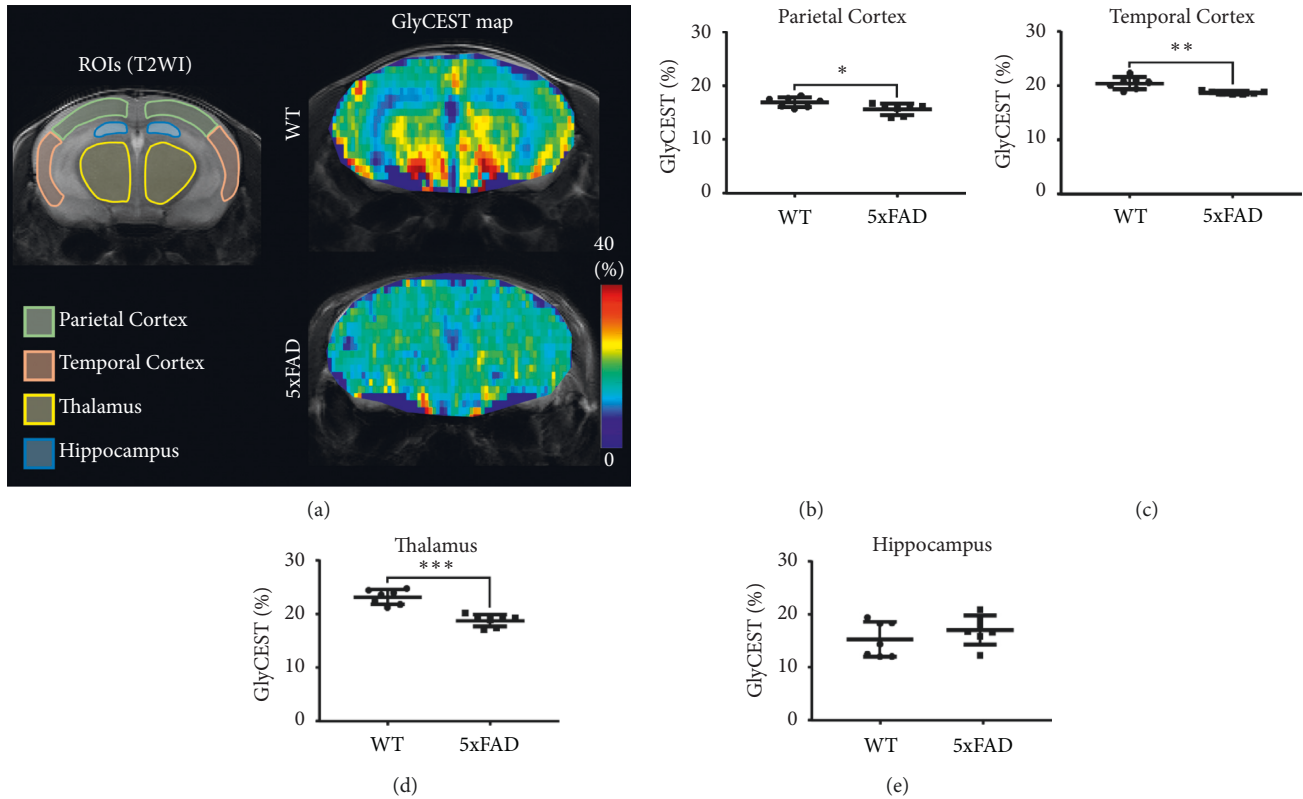 GlyCEST map
ROIs (T2WI)
WT
40
(%)
5xFAD
0
Parietal Cortex
Temporal Cortex
Thalamus
Hippocampus
(a)
Parietal Cortex
GlyCEST (%)
30
20
10
0
*
WT 5xFAD
(b)
Temporal Cortex
GlyCEST (%)
30
20
10
0
**
WT 5xFAD
(c)
Thalamus
GlyCEST (%)
30
20
10
0
***
WT 5xFAD
(d)
Hippocampus
GlyCEST (%)
30
20
10
0
WT 5xFAD
(e)